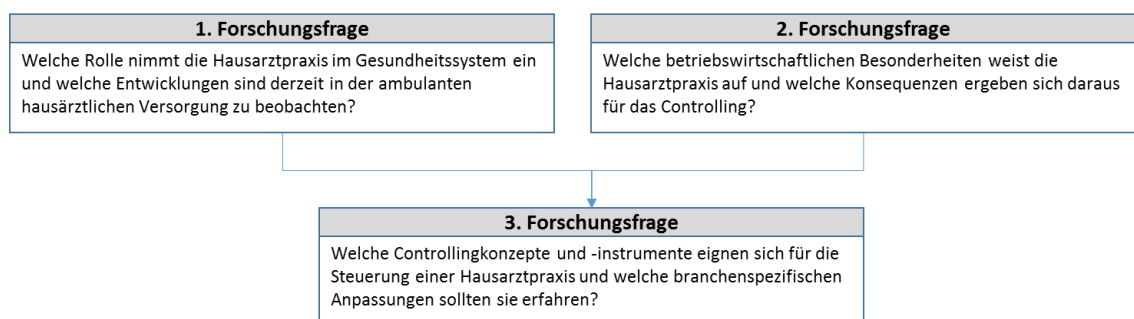 1. Forschungsfrage
Welche Rolle nimmt die Hausarztpraxis im Gesundheitssystem ein
und welche Entwicklungen sind derzeit in der ambulanten
hausärztlichen Versorgung zu beobachten?
2. Forschungsfrage
Welche betriebswirtschaftlichen Besonderheiten weist die
Hausarztpraxis auf und welche Konsequenzen ergeben sich daraus
für das Controlling?
3. Forschungsfrage
Welche Controllingkonzepte und -instrumente eignen sich für die
Steuerung einer Hausarztpraxis und welche branchenspezifischen
Anpassungen sollten sie erfahren?